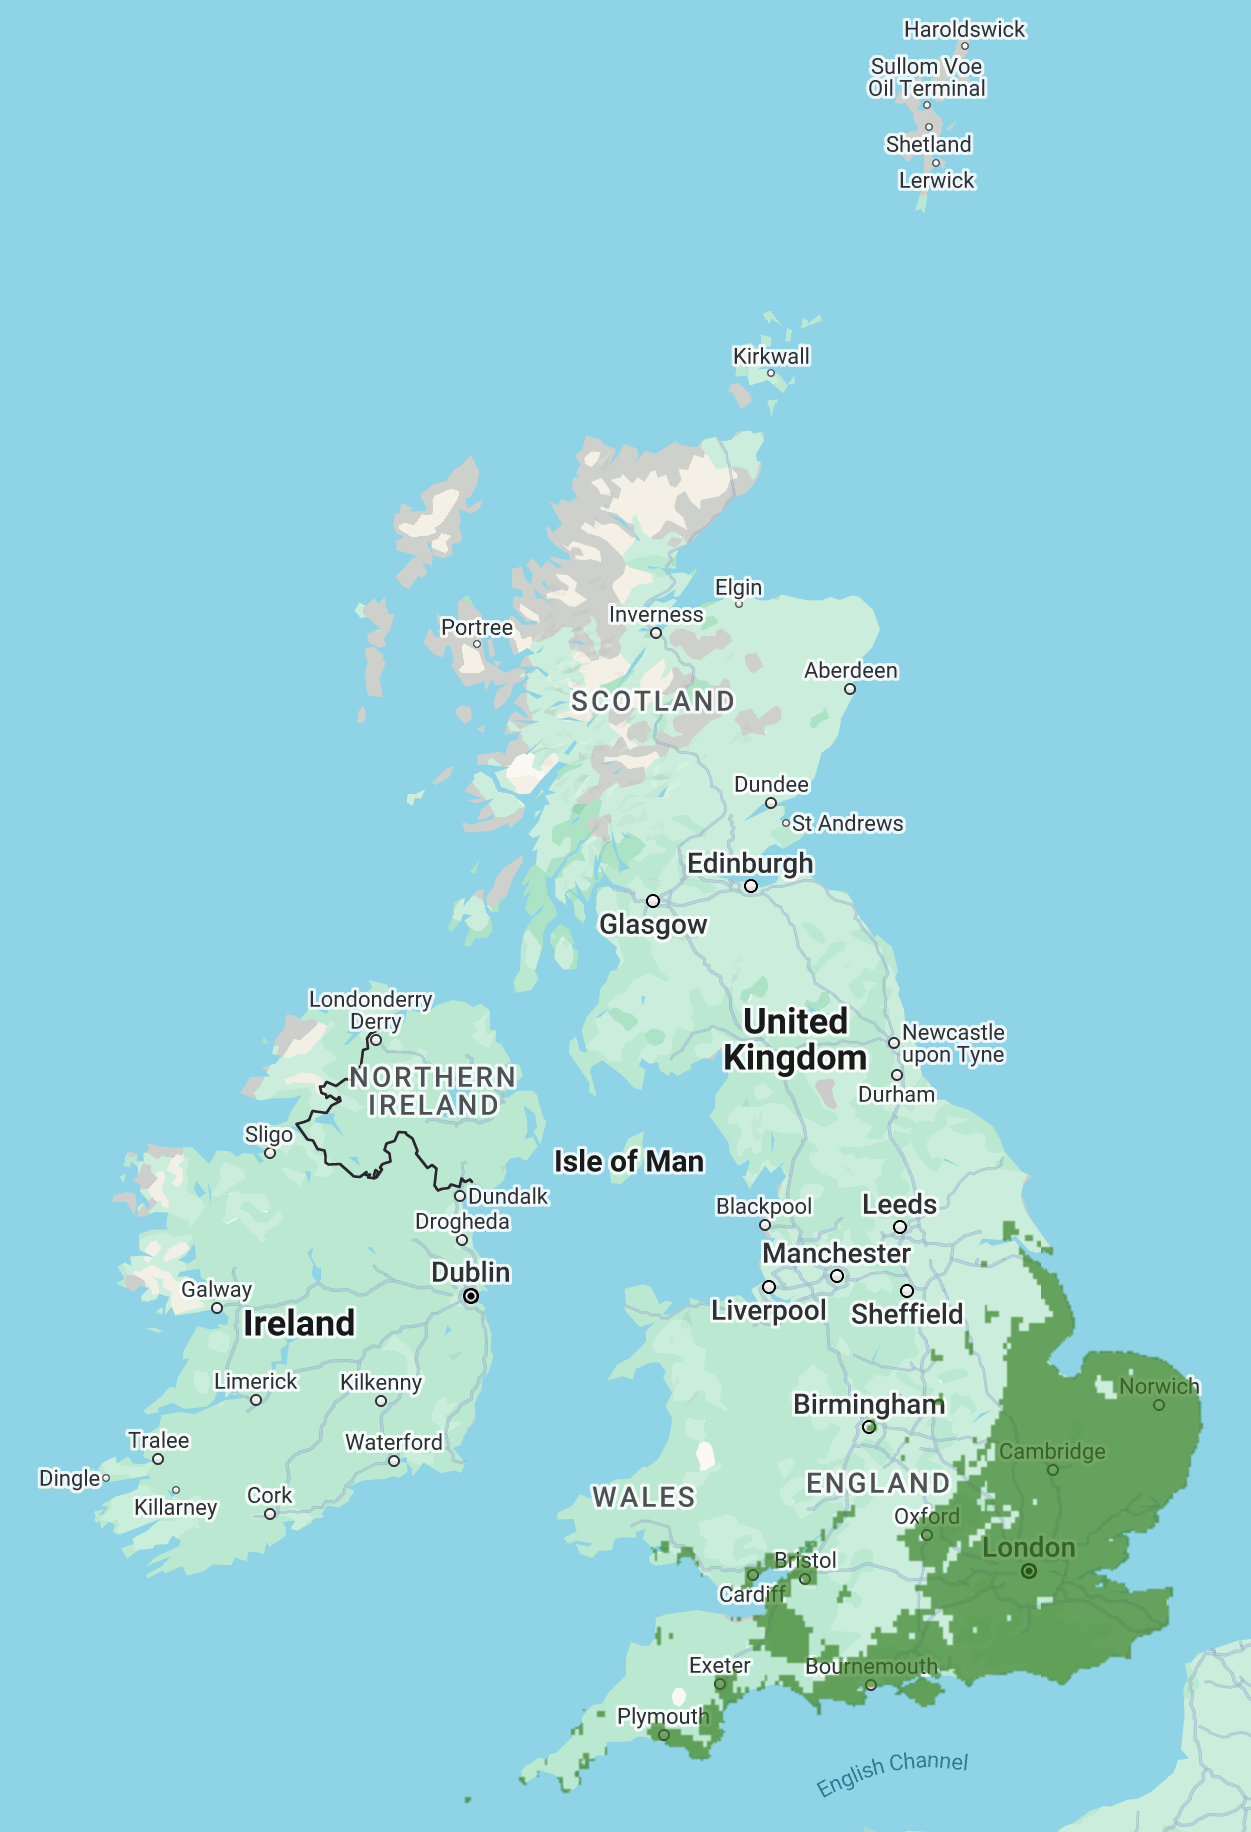 Haroldswick
Sullom Voe
Oil Terminal
Shetland
Lerwick
Kirkwall
Elgin
Inverness
Portree
Aberdeen
SCOTLAND
Dundee
St Andrews
Edinburgh
Glasgow
Londonderry
Derry
United
Kingdom
Newcastle
upon Tyne
NORTHERN
IRELAND
Durham
Sligo
Isle of Man
Dundalk
Blackpool
Leeds
Drogheda
Manchester
Dublin
Galway
Liverpool
Sheffield
Ireland
Limerick
Kilkenny
Norwich
Birmingham
Tralee
Waterford
Cambridge
Dingle
WALES
ENGLAND
Killarney
Cork
Oxford
London
Bristol
Cardiff
Exeter
Bournemouth
Plymouth
English Channel